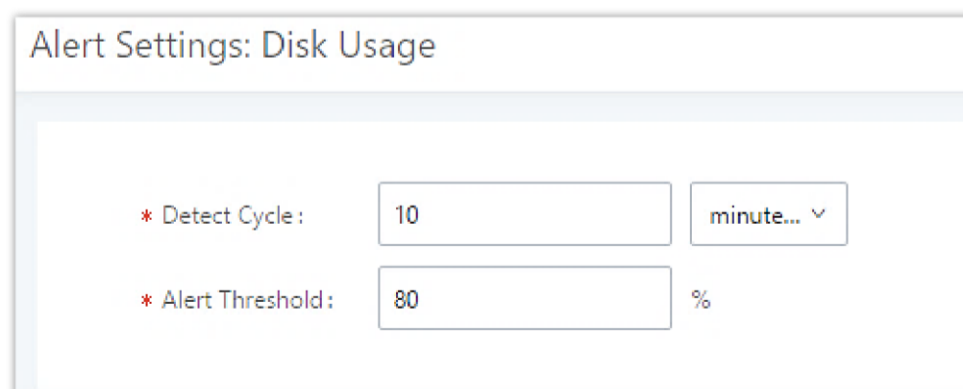 Alert Settings: Disk Usage
* Detect Cycle : 10 minute...
* Alert Threshold : 80 %